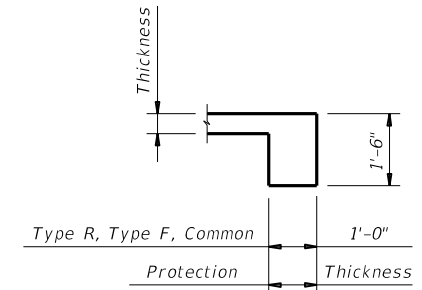 Thickness
1'-6"
Type R, Type F, Common 1'-0"
Protection Thickness